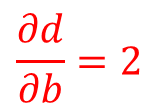 ∂d/∂b = 2